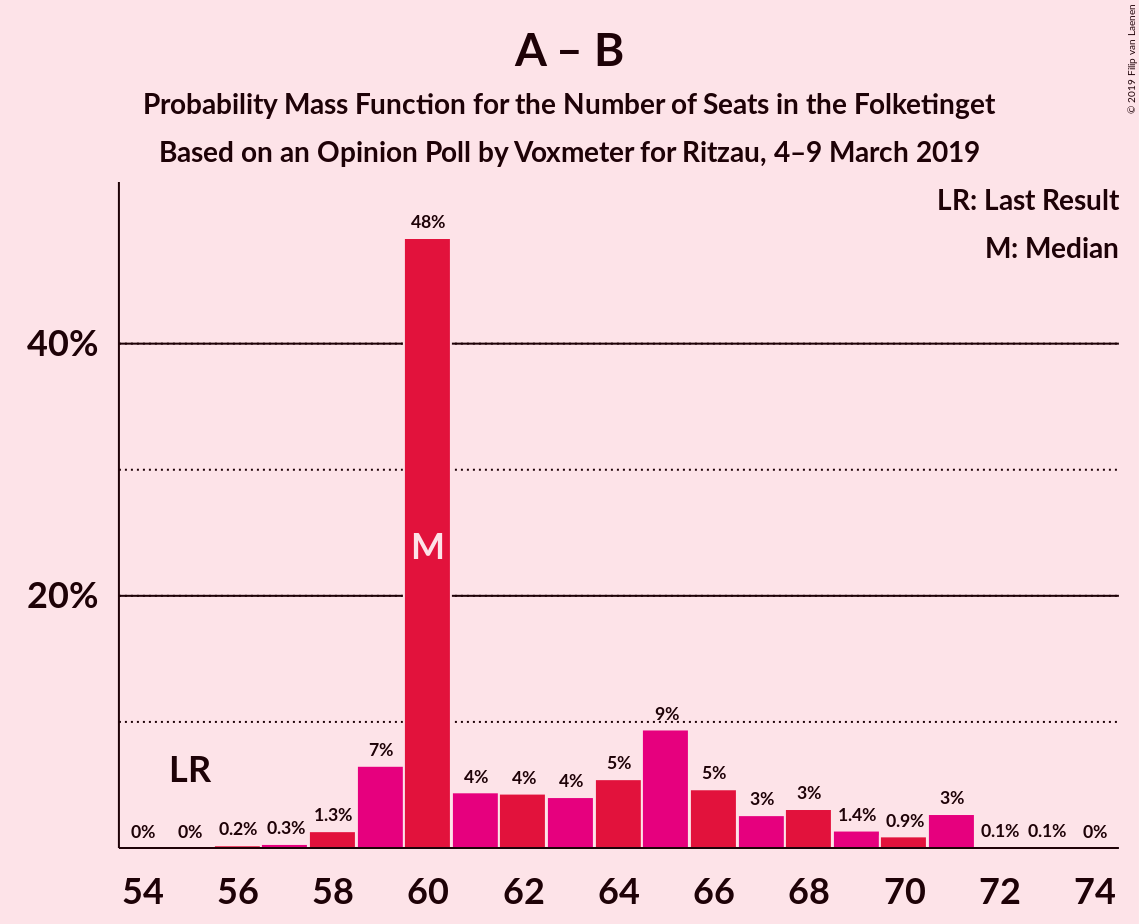 A – B
Probability Mass Function for the Number of Seats in the Folketinget
Based on an Opinion Poll by Voxmeter for Ritzau, 4–9 March 2019
© 2019 Filip van Laenen
LR: Last Result
M: Median
40%
20%
LR
M
0% 0% 0.2% 0.3% 1.3% 7% 48% 4% 4% 4% 5% 9% 5% 3% 3% 1.4% 0.9% 3% 0.1% 0.1% 0%
54 56 58 60 62 64 66 68 70 72 74